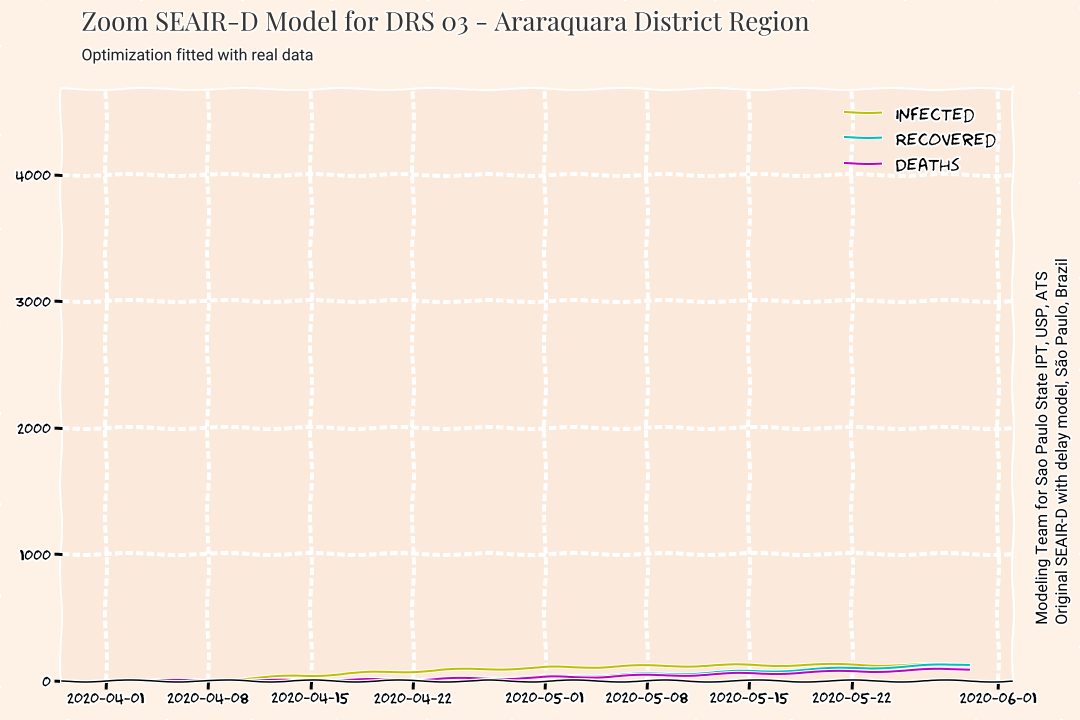 Zoom SEAIR-D Model for DRS 03 - Araraquara District Region
Optimization fitted with real data
INFECTED
RECOVERED
DEATHS
4000
3000
2000
1000
0
2020-04-01 2020-04-08 2020-04-15 2020-04-22 2020-05-01 2020-05-08 2020-05-15 2020-05-22 2020-06-01
Modeling Team for Sao Paulo State IPT, USP, ATS
Original SEAIR-D with delay model, São Paulo, Brazil